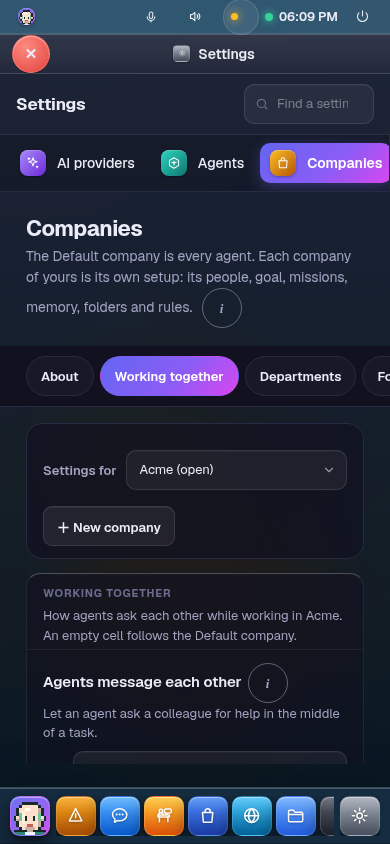 06:09 PM
Settings
Settings
Find a settin
AI providers
Agents
Companies
Companies
The Default company is every agent. Each company
of yours is its own setup: its people, goal, missions,
memory, folders and rules. i
About
Working together
Departments
Fo
Settings for
Acme (open)
+ New company
WORKING TOGETHER
How agents ask each other while working in Acme.
An empty cell follows the Default company.
Agents message each other i
Let an agent ask a colleague for help in the middle
of a task.